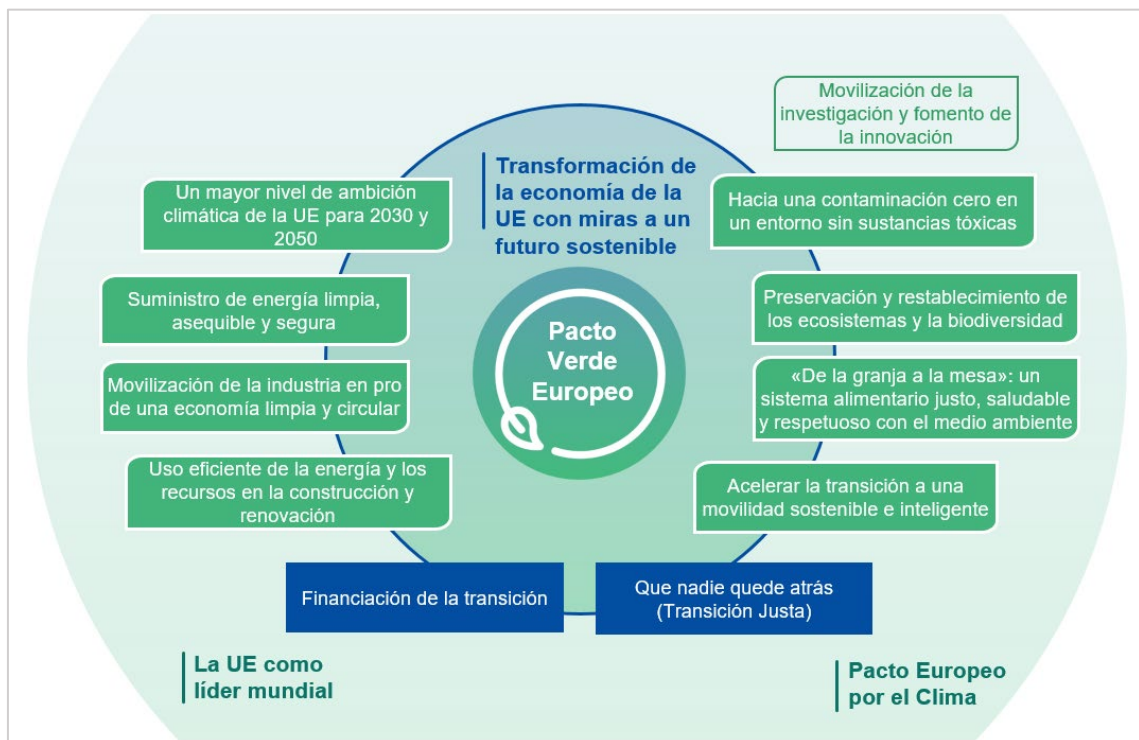 Movilización de la
investigación y fomento de
la innovación
Transformación de
la economía de la
UE con miras a un
futuro sostenible
Un mayor nivel de ambición
climática de la UE para 2030 y
2050
Hacia una contaminación cero en
un entorno sin sustancias tóxicas
Suministro de energía limpia,
asequible y segura
Preservación y restablecimiento de
los ecosistemas y la biodiversidad
Pacto
Verde
Europeo
Movilización de la industria en pro
de una economía limpia y circular
«De la granja a la mesa»: un
sistema alimentario justo, saludable
y respetuoso con el medio ambiente
Uso eficiente de la energía y los
recursos en la construcción y
renovación
Acelerar la transición a una
movilidad sostenible e inteligente
Financiación de la transición
Que nadie quede atrás
(Transición Justa)
La UE como
líder mundial
Pacto Europeo
por el Clima